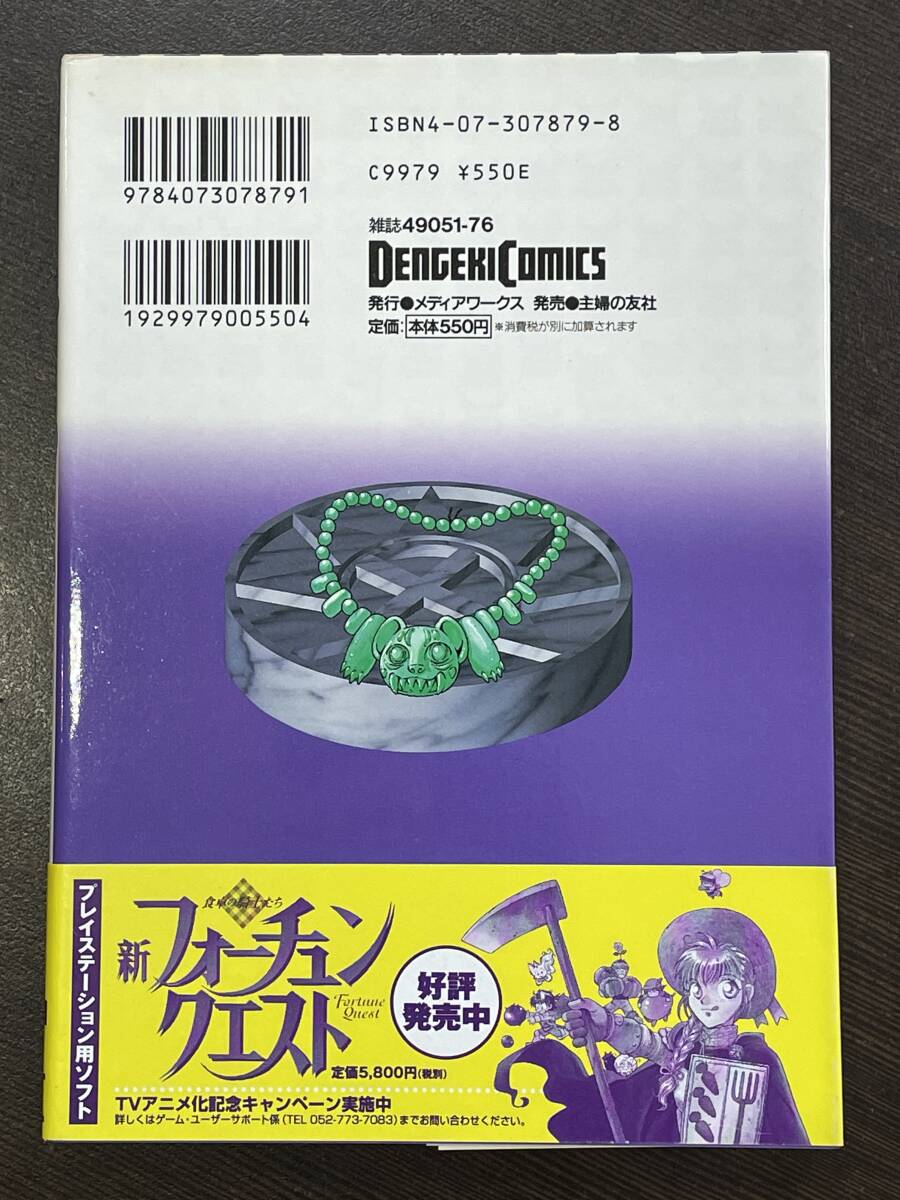 9784073078791
1929979005504
ISBN4-07-307879-8
C9979 ¥550E
雑誌49051-76
DENGEKI COMICS
発行●メディアワークス 発売●主婦の友社
定価:本体550円 ※消費税が別に加算されます
プレイステーション用ソフト
食卓の騎士たち
新フォーチュン
クエスト
Fortune
Quest
好評
発売中
定価5,800円(税別)
TVアニメ化記念キャンペーン実施中
詳しくはゲーム・ユーザーサポート係(TEL 052-773-7083)までお問い合わせください。